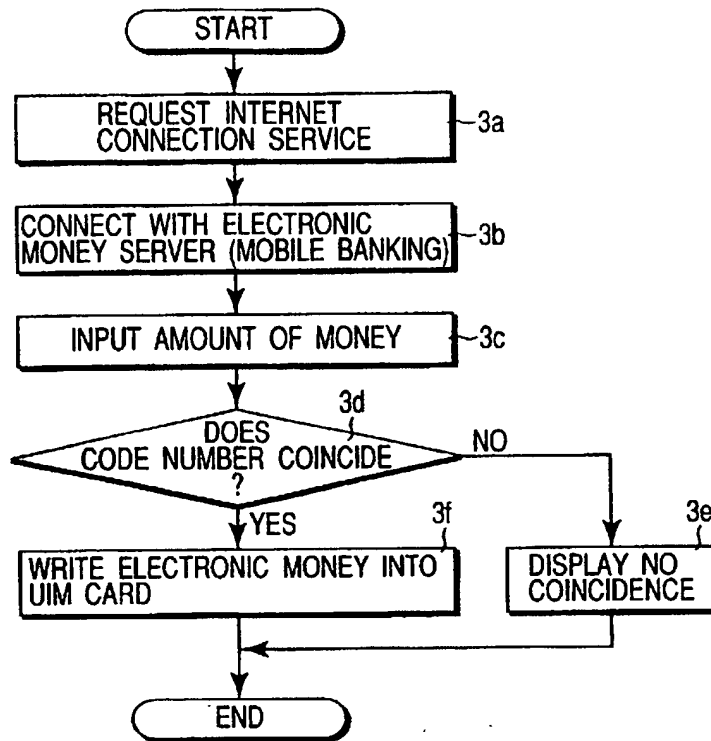 START
REQUEST INTERNET
CONNECTION SERVICE
3a
CONNECT WITH ELECTRONIC
MONEY SERVER (MOBILE BANKING)
3b
INPUT AMOUNT OF MONEY
3c
3d
DOES
CODE NUMBER COINCIDE
?
NO
YES
3f
WRITE ELECTRONIC MONEY INTO
UIM CARD
3e
DISPLAY NO
COINCIDENCE
END